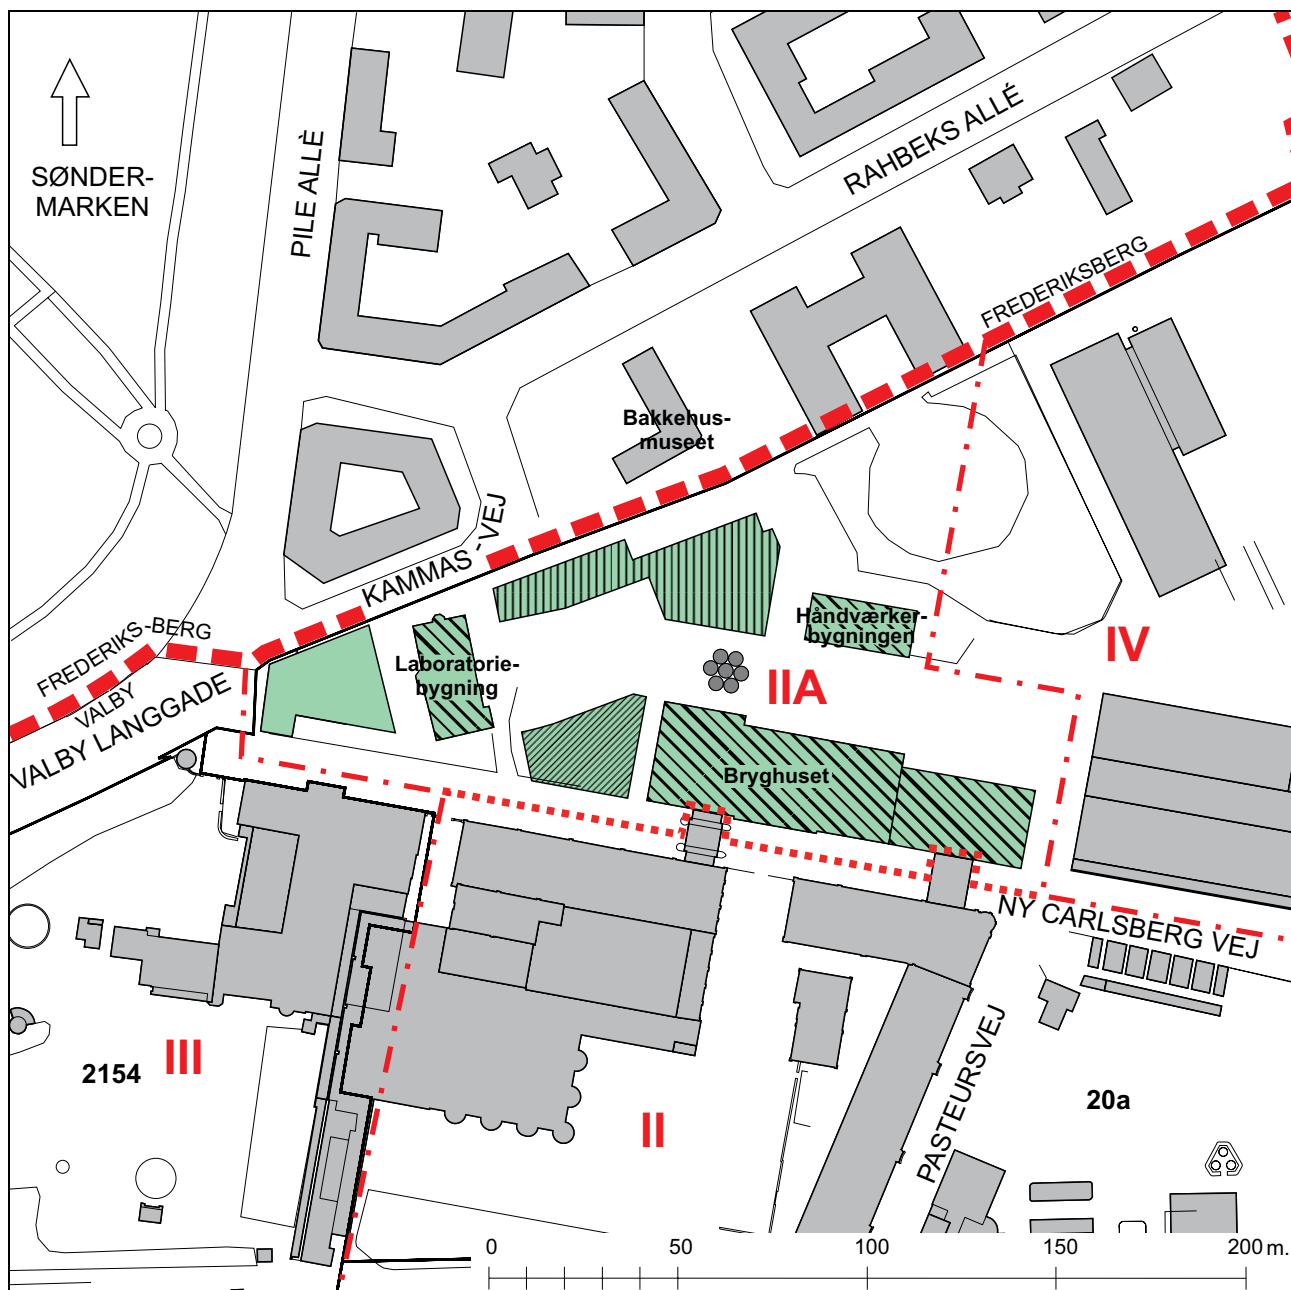 SØNDER-
MARKEN
PILE ALLÈ
RAHBEKS ALLÉ
FREDERIKSBERG
Bakkehus-
museet
KAMMAS-VEJ
FREDERIKS-BERG
VALBY
VALBY LANGGADE
Laboratorie-
bygning
Håndværker-
bygningen
IV
IIA
Bryghuset
NY CARLSBERG VEJ
PASTEURSVEJ
III
2154
II
20a
0 50 100 150 200 m.